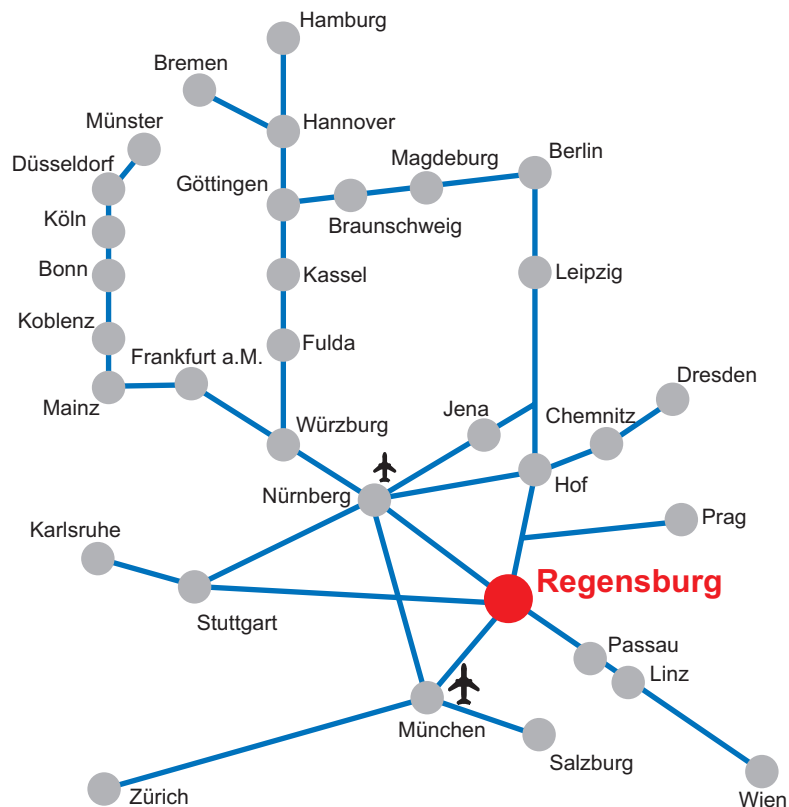 Hamburg
Bremen
Münster
Hannover
Düsseldorf
Magdeburg
Berlin
Göttingen
Köln
Braunschweig
Bonn
Kassel
Leipzig
Koblenz
Frankfurt a.M.
Fulda
Dresden
Mainz
Jena
Chemnitz
Würzburg
Nürnberg
Hof
Karlsruhe
Prag
Regensburg
Stuttgart
Passau
Linz
München
Salzburg
Zürich
Wien